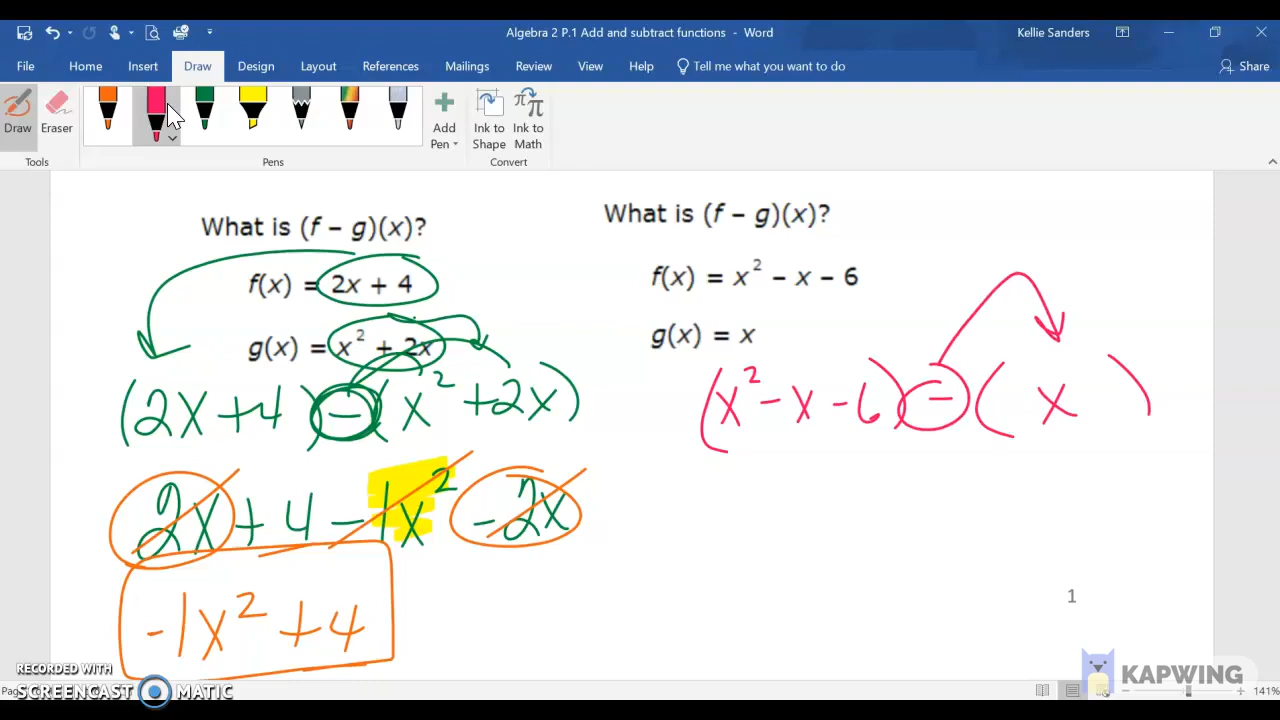 Algebra 2 P.1 Add and subtract functions - Word
Kellie Sanders
File Home Insert Draw Design Layout References Mailings Review View Help Tell me what you want to do Share
Draw Eraser Add Pen Ink to Shape Ink to Math
Tools Pens Convert
What is (f – g)(x)?
f(x) = 2x + 4
g(x) = x² + 2x
(2x + 4) - (x² + 2x)
2x + 4 - 1x² - 2x
-1x² + 4
What is (f – g)(x)?
f(x) = x² – x – 6
g(x) = x
(x² - x - 6) - ( x )
1
RECORDED WITH
SCREENCAST MATIC
KAPWING
141%